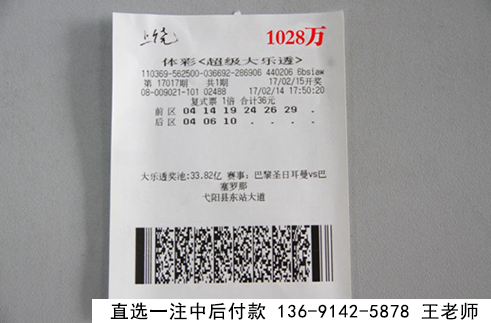 上饶
1028万
体彩<超级大乐透>
110369-562500-036692-286906 440206 6bsiaw
第 17017期 共1期 17/02/15开奖
08-009021-101 02488 17/02/14 17:50:20
复式票 1倍 合计36元
前区 04 14 19 24 26 29 .
后区 04 06 10 . . . .
大乐透奖池:33.82亿 赛事: 巴黎圣日耳曼vs巴
塞罗那
弋阳县东站大道
直选一注中后付款 136-9142-5878 王老师